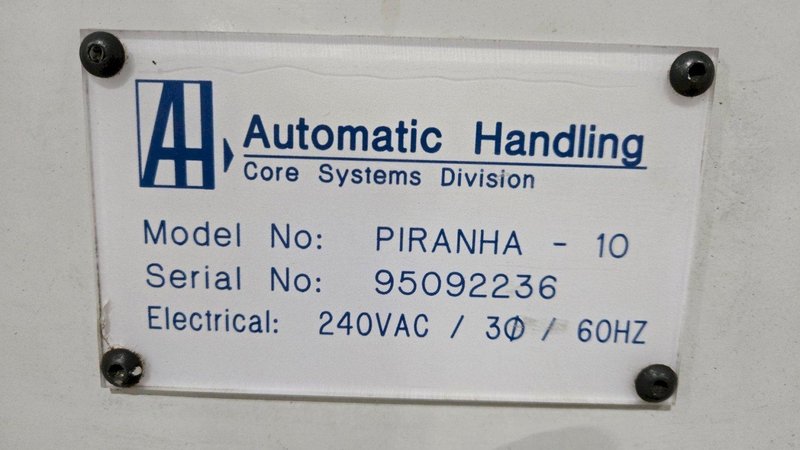 AH
Automatic Handling
Core Systems Division
Model No: PIRANHA - 10
Serial No: 95092236
Electrical: 240VAC / 3Ø / 60HZ